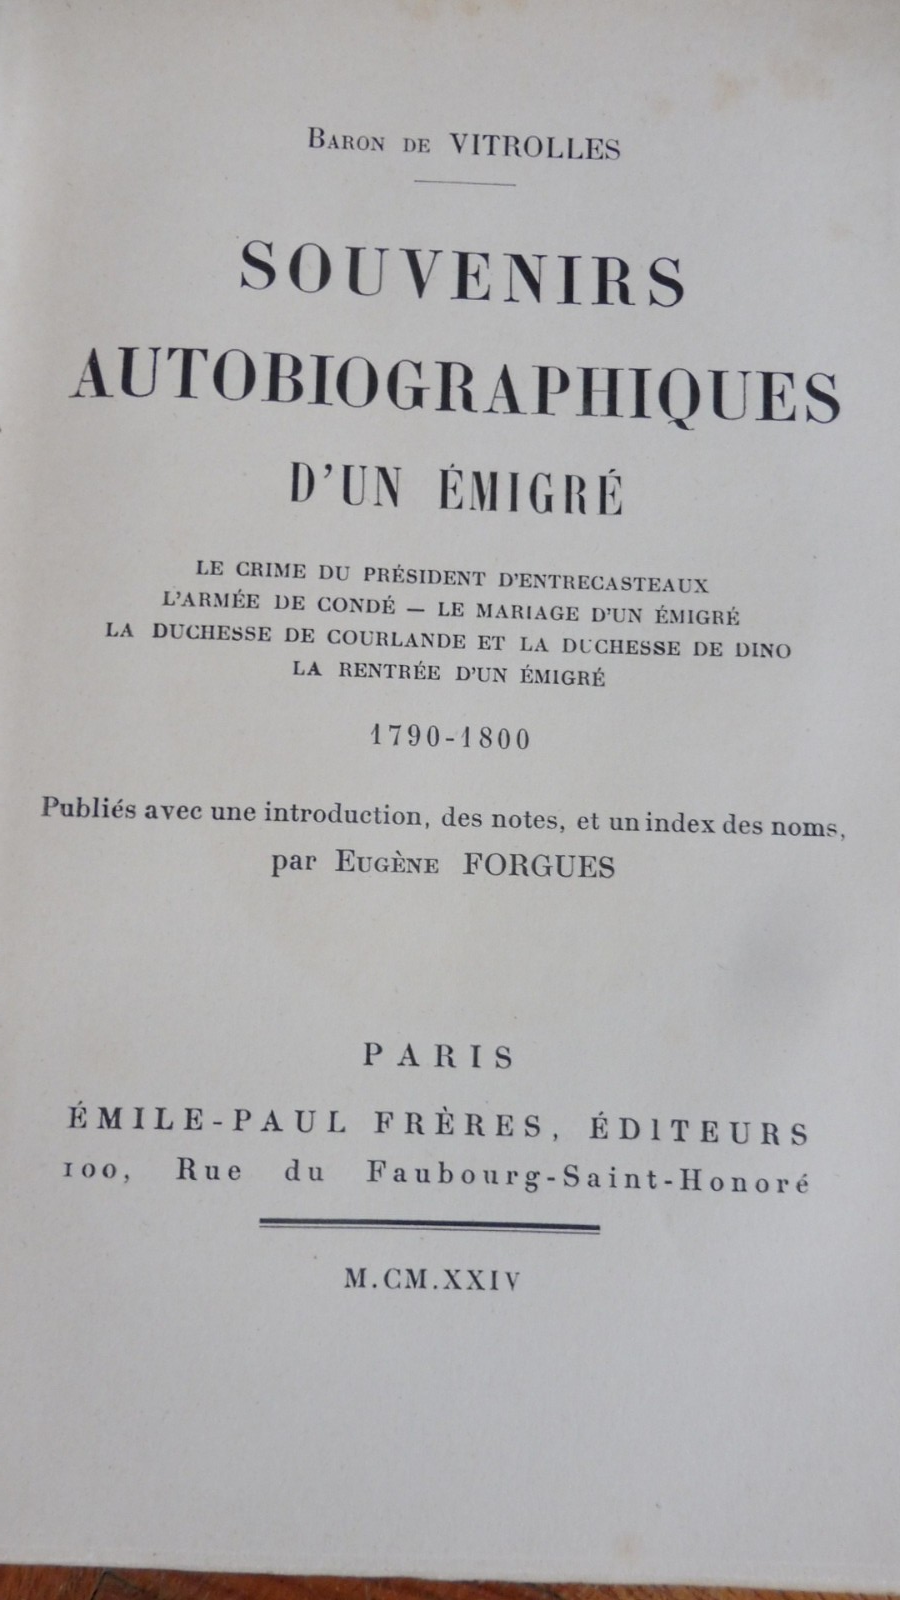 BARON DE VITROLLES
SOUVENIRS
AUTOBIOGRAPHIQUES
D'UN ÉMIGRÉ
LE CRIME DU PRÉSIDENT D'ENTRECASTEAUX
L'ARMÉE DE CONDÉ — LE MARIAGE D'UN ÉMIGRÉ
LA DUCHESSE DE COURLANDE ET LA DUCHESSE DE DINO
LA RENTRÉE D'UN ÉMIGRÉ
1790-1800
Publiés avec une introduction, des notes, et un index des noms,
par EUGÈNE FORGUES
PARIS
ÉMILE-PAUL FRÈRES, ÉDITEURS
100, Rue du Faubourg-Saint-Honoré
M.CM.XXIV